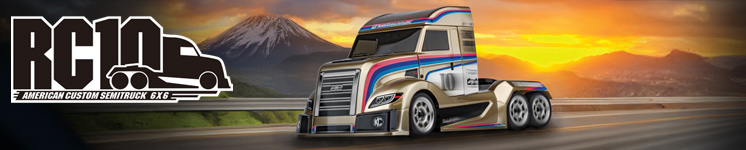 RC10
AMERICAN CUSTOM SEMITRUCK 6X6